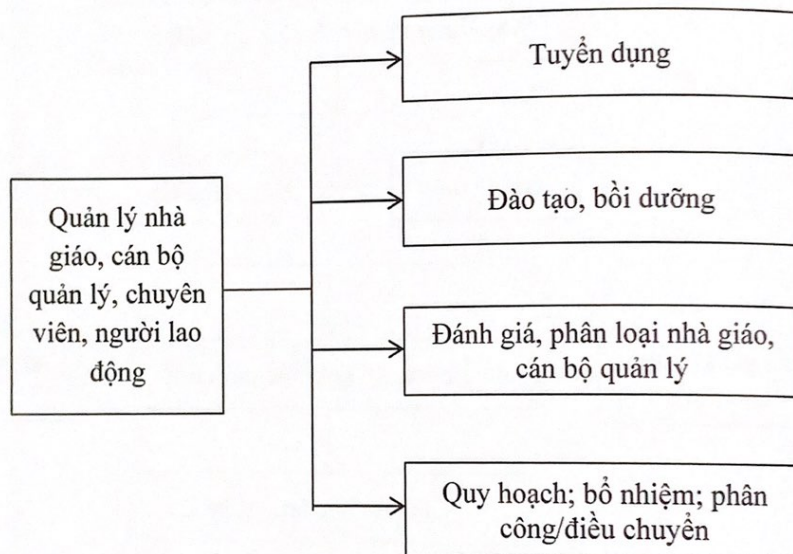 Tuyển dụng
Đào tạo, bồi dưỡng
Quản lý nhà
giáo, cán bộ
quản lý, chuyên
viên, người lao
động
Đánh giá, phân loại nhà giáo,
cán bộ quản lý
Quy hoạch; bổ nhiệm; phân
công/điều chuyển